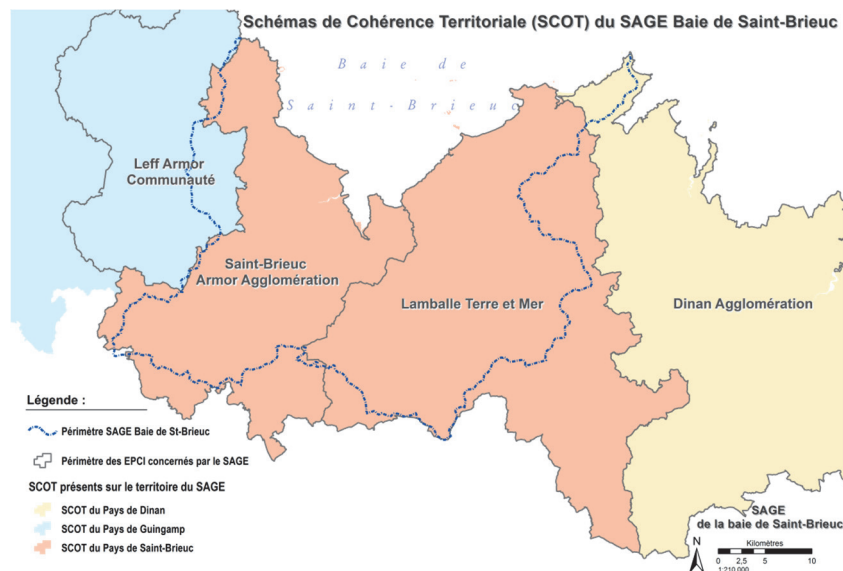 Schémas de Cohérence Territoriale (SCOT) du SAGE Baie de Saint-Brieuc
Baie de
Saint-Brieuc
Leff Armor
Communauté
Saint-Brieuc
Armor Agglomération
Lamballe Terre et Mer
Dinan Agglomération
Légende :
Périmètre SAGE Baie de St-Brieuc
Périmètre des EPCI concernés par le SAGE
SCOT présents sur le territoire du SAGE
SCOT du Pays de Dinan
SCOT du Pays de Guingamp
SCOT du Pays de Saint-Brieuc
SAGE
de la baie de Saint-Brieuc
N
Kilomètres
0 2,5 5 10
1:210 000